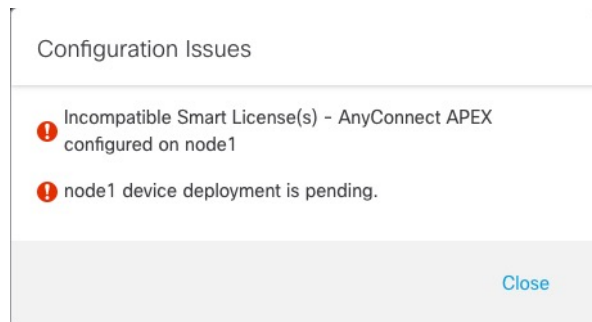 Configuration Issues
Incompatible Smart License(s) - AnyConnect APEX
configured on node1
node1 device deployment is pending.
Close